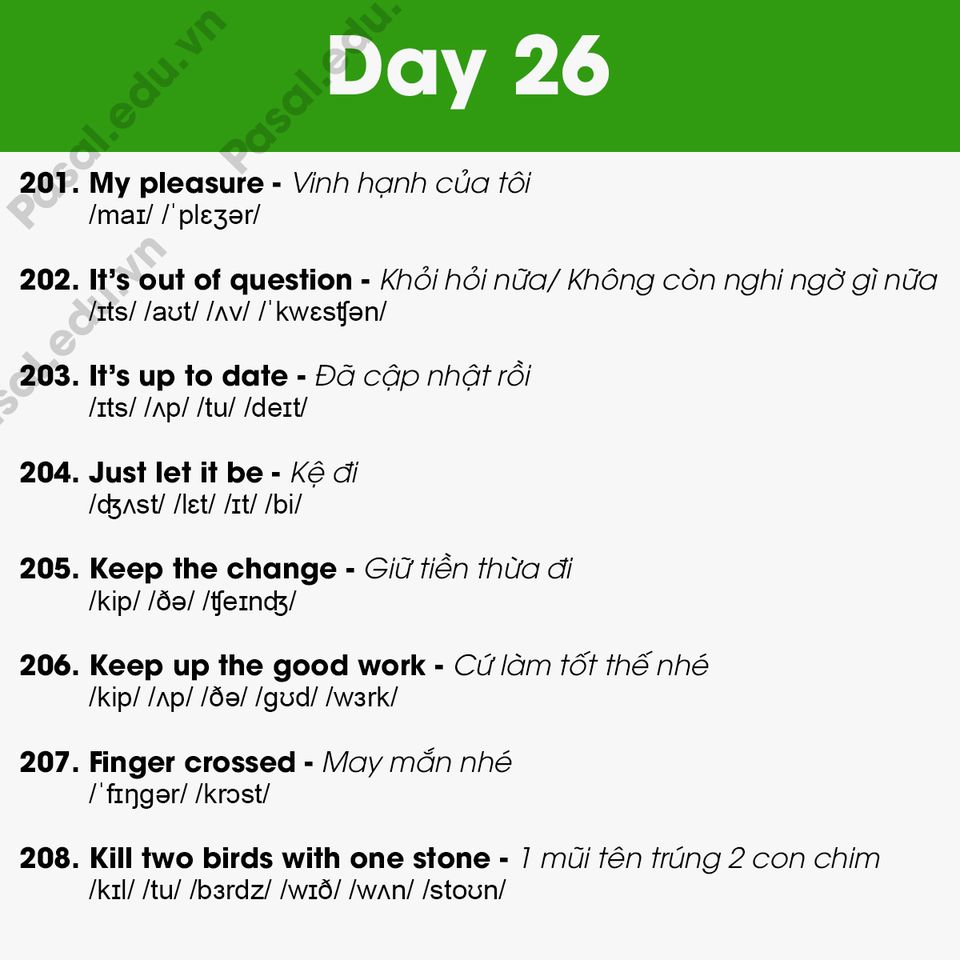 Day 26
Pasal.edu.vn
Pasal.edu.
201. My pleasure - Vinh hạnh của tôi
/maɪ/ /ˈplɛʒər/
202. It’s out of question - Khỏi hỏi nữa/ Không còn nghi ngờ gì nữa
/ɪts/ /aʊt/ /ʌv/ /ˈkwɛsʧən/
sal.edu.vn
203. It’s up to date - Đã cập nhật rồi
/ɪts/ /ʌp/ /tu/ /deɪt/
204. Just let it be - Kệ đi
/ʤʌst/ /lɛt/ /ɪt/ /bi/
205. Keep the change - Giữ tiền thừa đi
/kip/ /ðə/ /ʧeɪnʤ/
206. Keep up the good work - Cứ làm tốt thế nhé
/kip/ /ʌp/ /ðə/ /gʊd/ /wɜrk/
207. Finger crossed - May mắn nhé
/ˈfɪŋgər/ /krɔst/
208. Kill two birds with one stone - 1 mũi tên trúng 2 con chim
/kɪl/ /tu/ /bɜrdz/ /wɪð/ /wʌn/ /stoʊn/